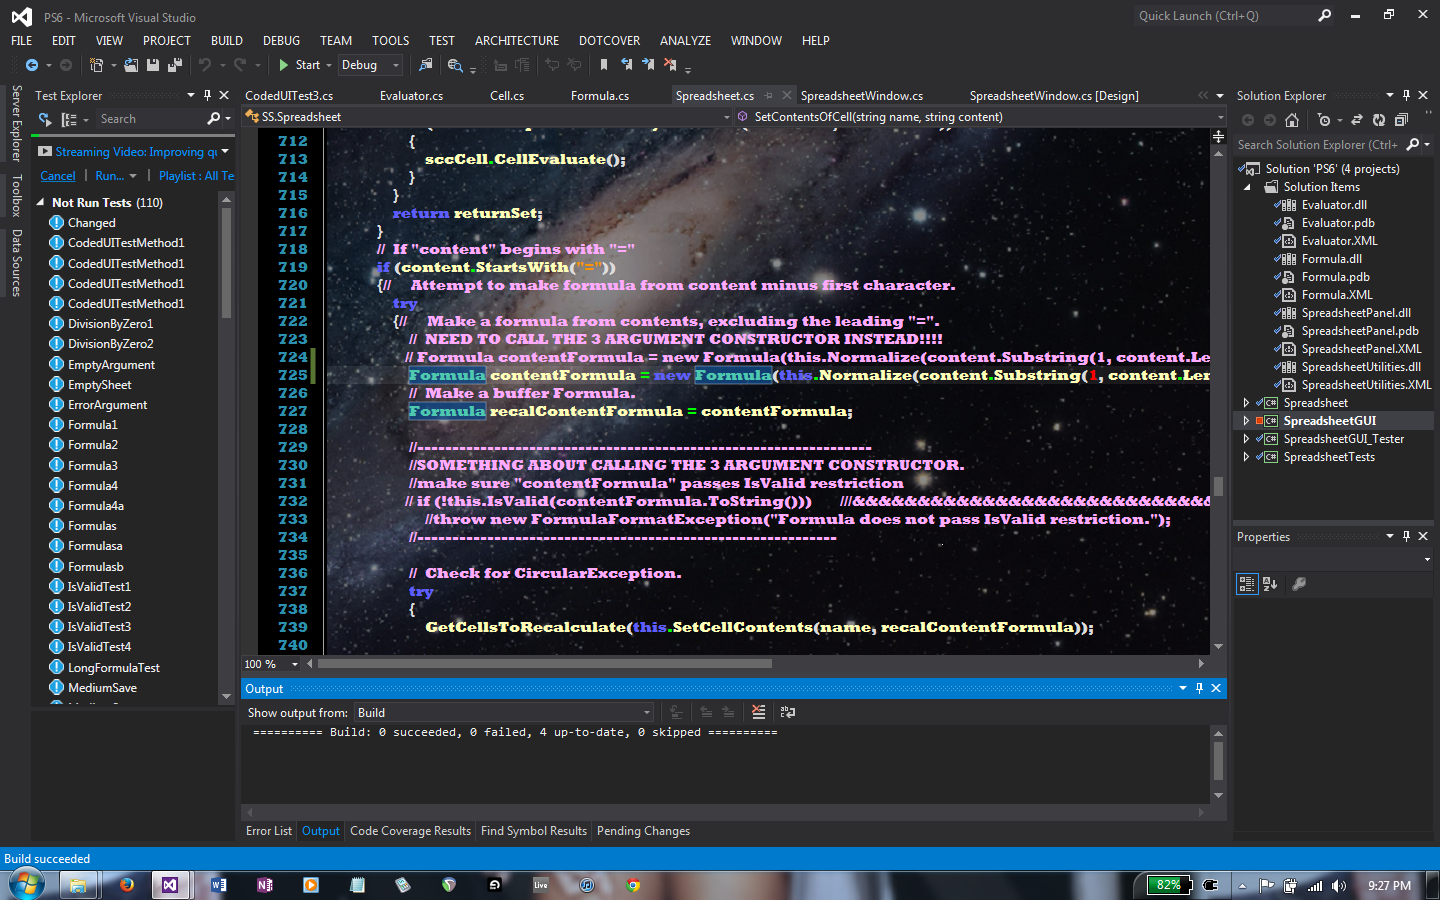 PS6 - Microsoft Visual Studio
Quick Launch (Ctrl+Q)
FILE EDIT VIEW PROJECT BUILD DEBUG TEAM TOOLS TEST ARCHITECTURE DOTCOVER ANALYZE WINDOW HELP
Start Debug
Server Explorer
Toolbox
Data Sources
Test Explorer
Search
Streaming Video: Improving
Cancel Run... Playlist : All Te
Not Run Tests (110)
Changed
CodedUITestMethod1
CodedUITestMethod1
CodedUITestMethod1
CodedUITestMethod1
DivisionByZero1
DivisionByZero2
EmptyArgument
EmptySheet
ErrorArgument
Formula1
Formula2
Formula3
Formula4
Formula4a
Formulas
Formulasa
Formulasb
IsValidTest1
IsValidTest2
IsValidTest3
IsValidTest4
LongFormulaTest
MediumSave
CodedUITest3.cs Evaluator.cs Cell.cs Formula.cs Spreadsheet.cs SpreadsheetWindow.cs SpreadsheetWindow.cs [Design]
SS.Spreadsheet SetContentsOfCell(string name, string content)
712 {
713 sccCell.CellEvaluate();
714 }
715 }
716 return returnSet;
717 }
718 // If "content" begins with "="
719 if (content.StartsWith("="))
720 {// Attempt to make formula from content minus first character.
721 try
722 {// Make a formula from contents, excluding the leading "=".
723 // NEED TO CALL THE 3 ARGUMENT CONSTRUCTOR INSTEAD!!!!
724 // Formula contentFormula = new Formula(this.Normalize(content.Substring(1, content.Le
725 Formula contentFormula = new Formula(this.Normalize(content.Substring(1, content.Len
726 // Make a buffer Formula.
727 Formula recalContentFormula = contentFormula;
728
729 //-----------------------------------------------------------------
730 //SOMETHING ABOUT CALLING THE 3 ARGUMENT CONSTRUCTOR.
731 //make sure "contentFormula" passes IsValid restriction
732 // if (!this.IsValid(contentFormula.ToString())) ///&&&&&&&&&&&&&&&&&&&&&&&&&&&
733 //throw new FormulaFormatException("Formula does not pass IsValid restriction.");
734 //------------------------------------------------------------
735
736 // Check for CircularException.
737 try
738 {
739 GetCellsToRecalculate(this.SetCellContents(name, recalContentFormula));
740
100 %
Output
Show output from: Build
========== Build: 0 succeeded, 0 failed, 4 up-to-date, 0 skipped ==========
Error List Output Code Coverage Results Find Symbol Results Pending Changes
Solution Explorer
Search Solution Explorer (Ctrl+
Solution 'PS6' (4 projects)
Solution Items
Evaluator.dll
Evaluator.pdb
Evaluator.XML
Formula.dll
Formula.pdb
Formula.XML
SpreadsheetPanel.dll
SpreadsheetPanel.pdb
SpreadsheetPanel.XML
SpreadsheetUtilities.dll
SpreadsheetUtilities.XML
Spreadsheet
SpreadsheetGUI
SpreadsheetGUI_Tester
SpreadsheetTests
Properties
Build succeeded
Live
82%
9:27 PM